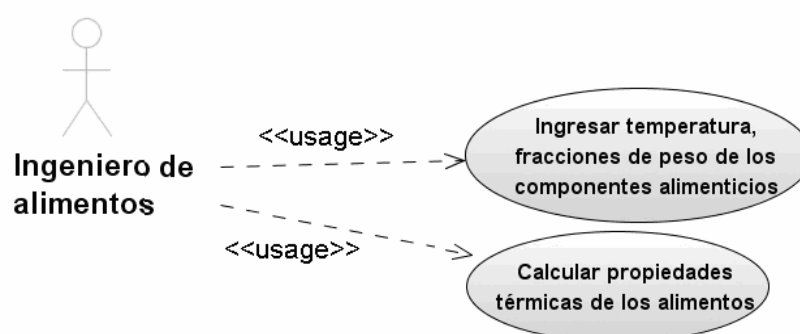 <<usage>>
Ingeniero de
alimentos
Ingresar temperatura,
fracciones de peso de los
componentes alimenticios
<<usage>>
Calcular propiedades
térmicas de los alimentos